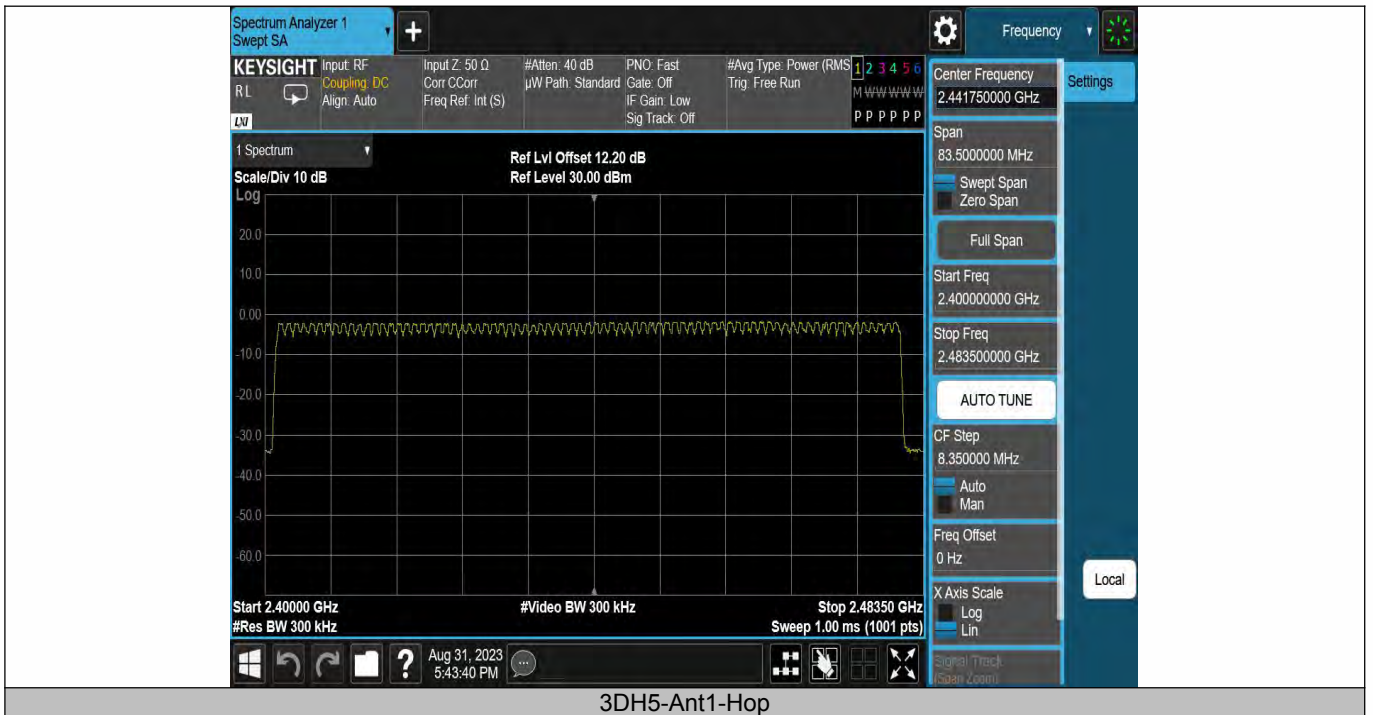 Spectrum Analyzer 1
Swept SA
+
Frequency
KEYSIGHT
RL
LXI
Input: RF
Coupling: DC
Align: Auto
Input Z: 50 Ω
Corr CCorr
Freq Ref: Int (S)
#Atten: 40 dB
µW Path: Standard
PNO: Fast
Gate: Off
IF Gain: Low
Sig Track: Off
#Avg Type: Power (RMS
Trig: Free Run
1 2 3 4 5 6
M W W W W W
P P P P P P
1 Spectrum
Scale/Div 10 dB
Ref Lvl Offset 12.20 dB
Ref Level 30.00 dBm
Log
20.0
10.0
0.00
-10.0
-20.0
-30.0
-40.0
-50.0
-60.0
Start 2.40000 GHz
#Res BW 300 kHz
#Video BW 300 kHz
Stop 2.48350 GHz
Sweep 1.00 ms (1001 pts)
Center Frequency
2.441750000 GHz
Settings
Span
83.5000000 MHz
Swept Span
Zero Span
Full Span
Start Freq
2.400000000 GHz
Stop Freq
2.483500000 GHz
AUTO TUNE
CF Step
8.350000 MHz
Auto
Man
Freq Offset
0 Hz
X Axis Scale
Log
Lin
Signal Track
(Span Zoom)
Local
?
Aug 31, 2023
5:43:40 PM
3DH5-Ant1-Hop